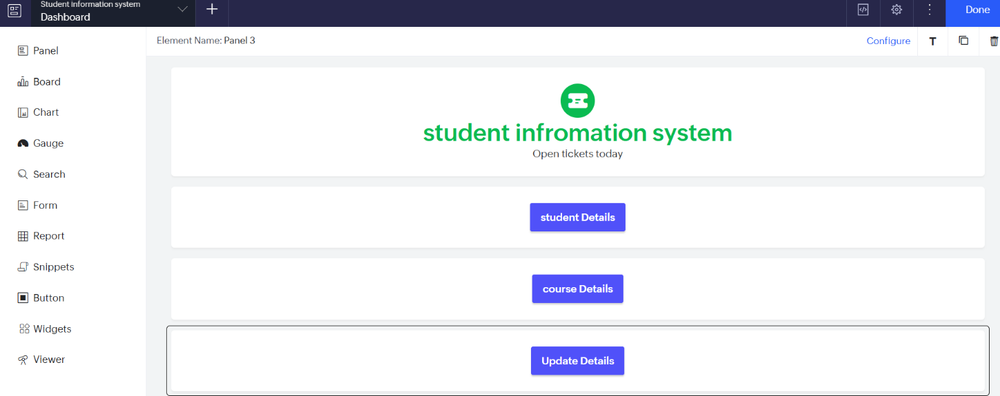 Student infrormation system
Dashboard
Done
Panel
Board
Chart
Gauge
Search
Form
Report
Snippets
Button
Widgets
Viewer
Element Name: Panel 3
Configure
T
student infromation system
Open tickets today
student Details
course Details
Update Details